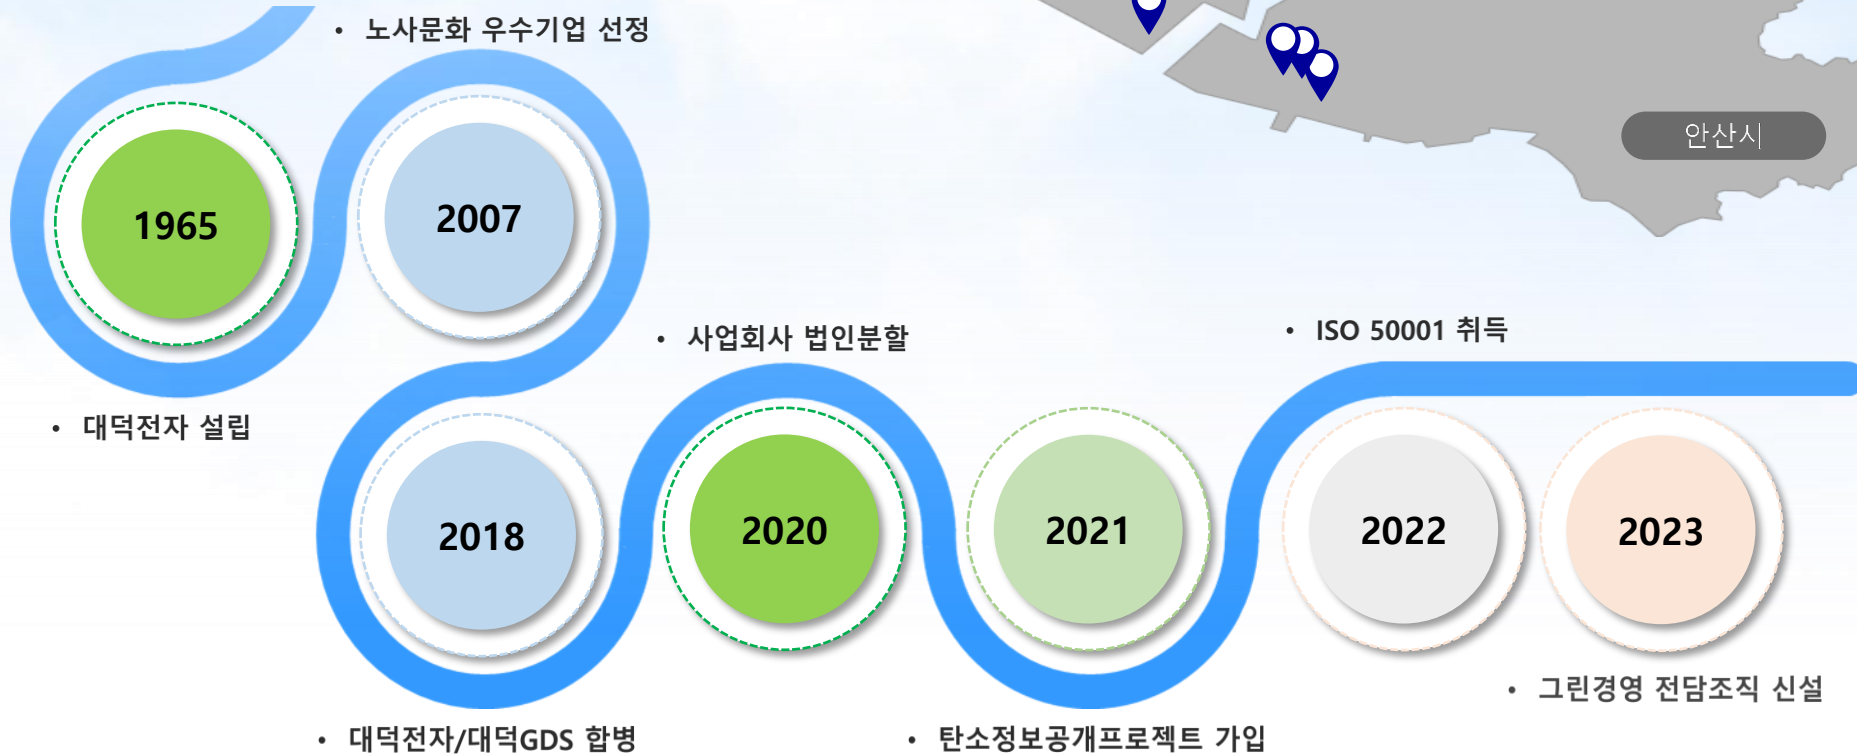 • 노사문화 우수기업 선정
안산시
1965
2007
• 대덕전자 설립
• 사업회사 법인분할
• ISO 50001 취득
2018
2020
2021
2022
2023
• 대덕전자/대덕GDS 합병
• 탄소정보공개프로젝트 가입
• 그린경영 전담조직 신설